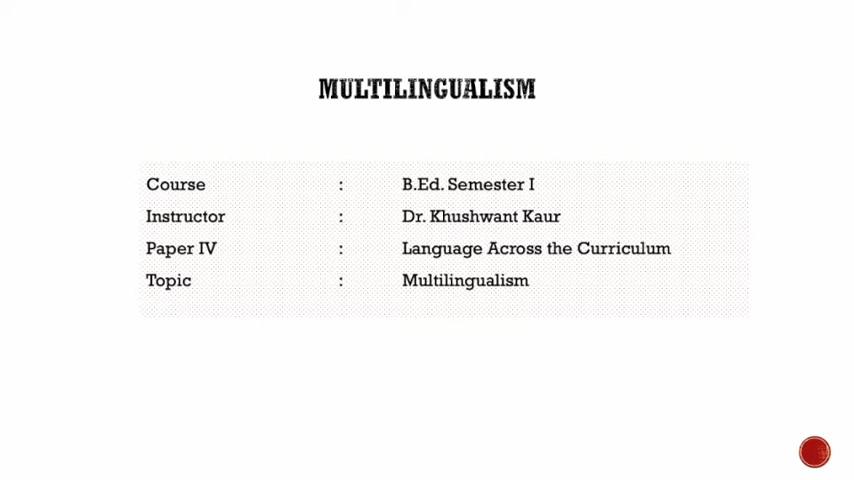 MULTILINGUALISM
Course : B.Ed. Semester I
Instructor : Dr. Khushwant Kaur
Paper IV : Language Across the Curriculum
Topic : Multilingualism